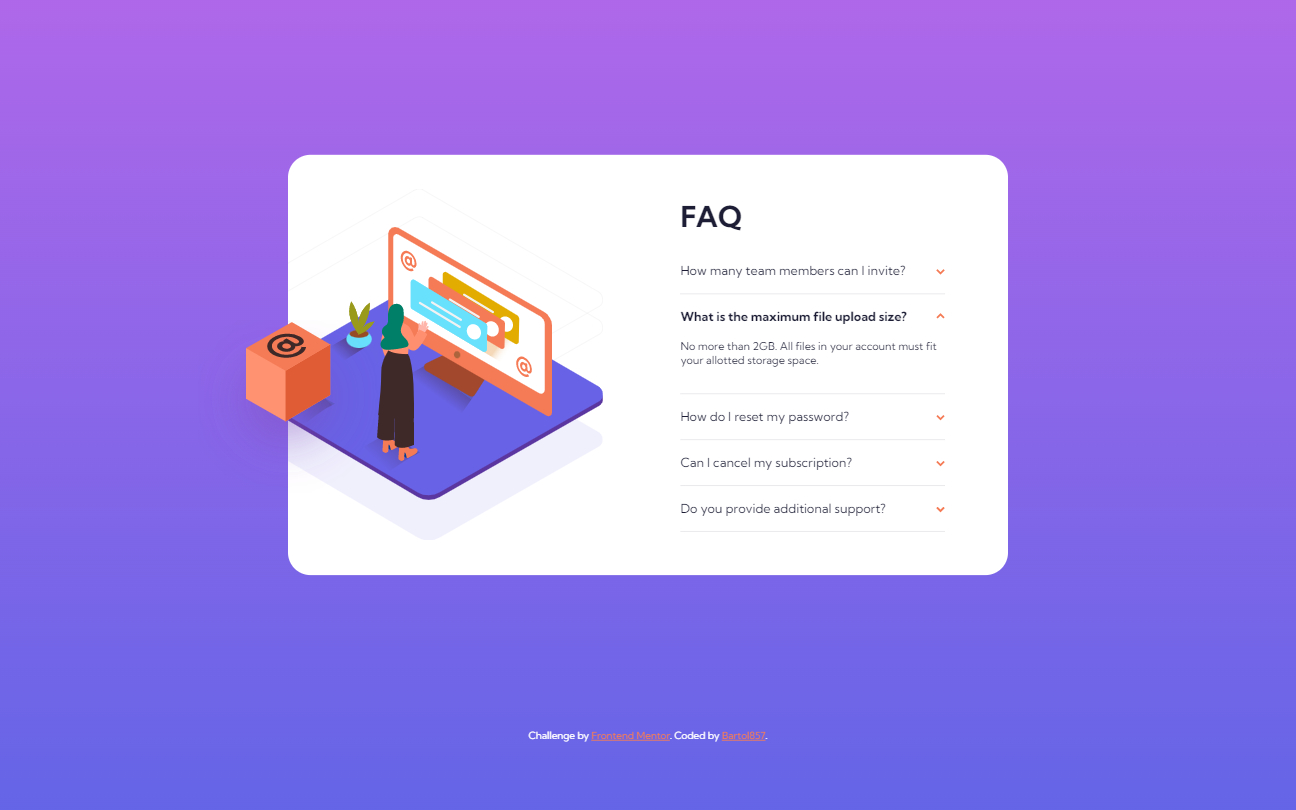 FAQ
How many team members can I invite?
What is the maximum file upload size?
No more than 2GB. All files in your account must fit
your allotted storage space.
How do I reset my password?
Can I cancel my subscription?
Do you provide additional support?
@
@
@
Challenge by Frontend Mentor. Coded by Bartol857.